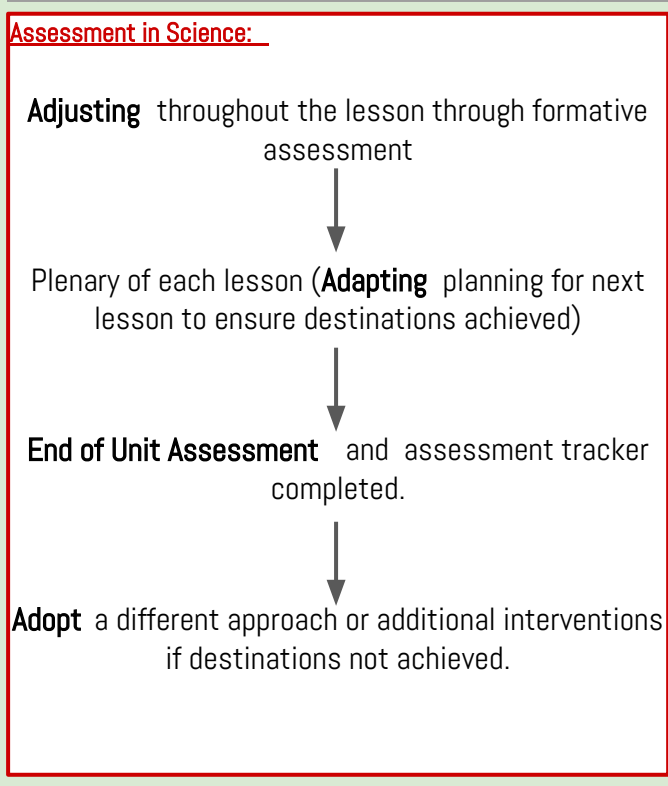 Assessment in Science:
Adjusting throughout the lesson through formative
assessment
Plenary of each lesson (Adapting planning for next
lesson to ensure destinations achieved)
End of Unit Assessment and assessment tracker
completed.
Adopt a different approach or additional interventions
if destinations not achieved.